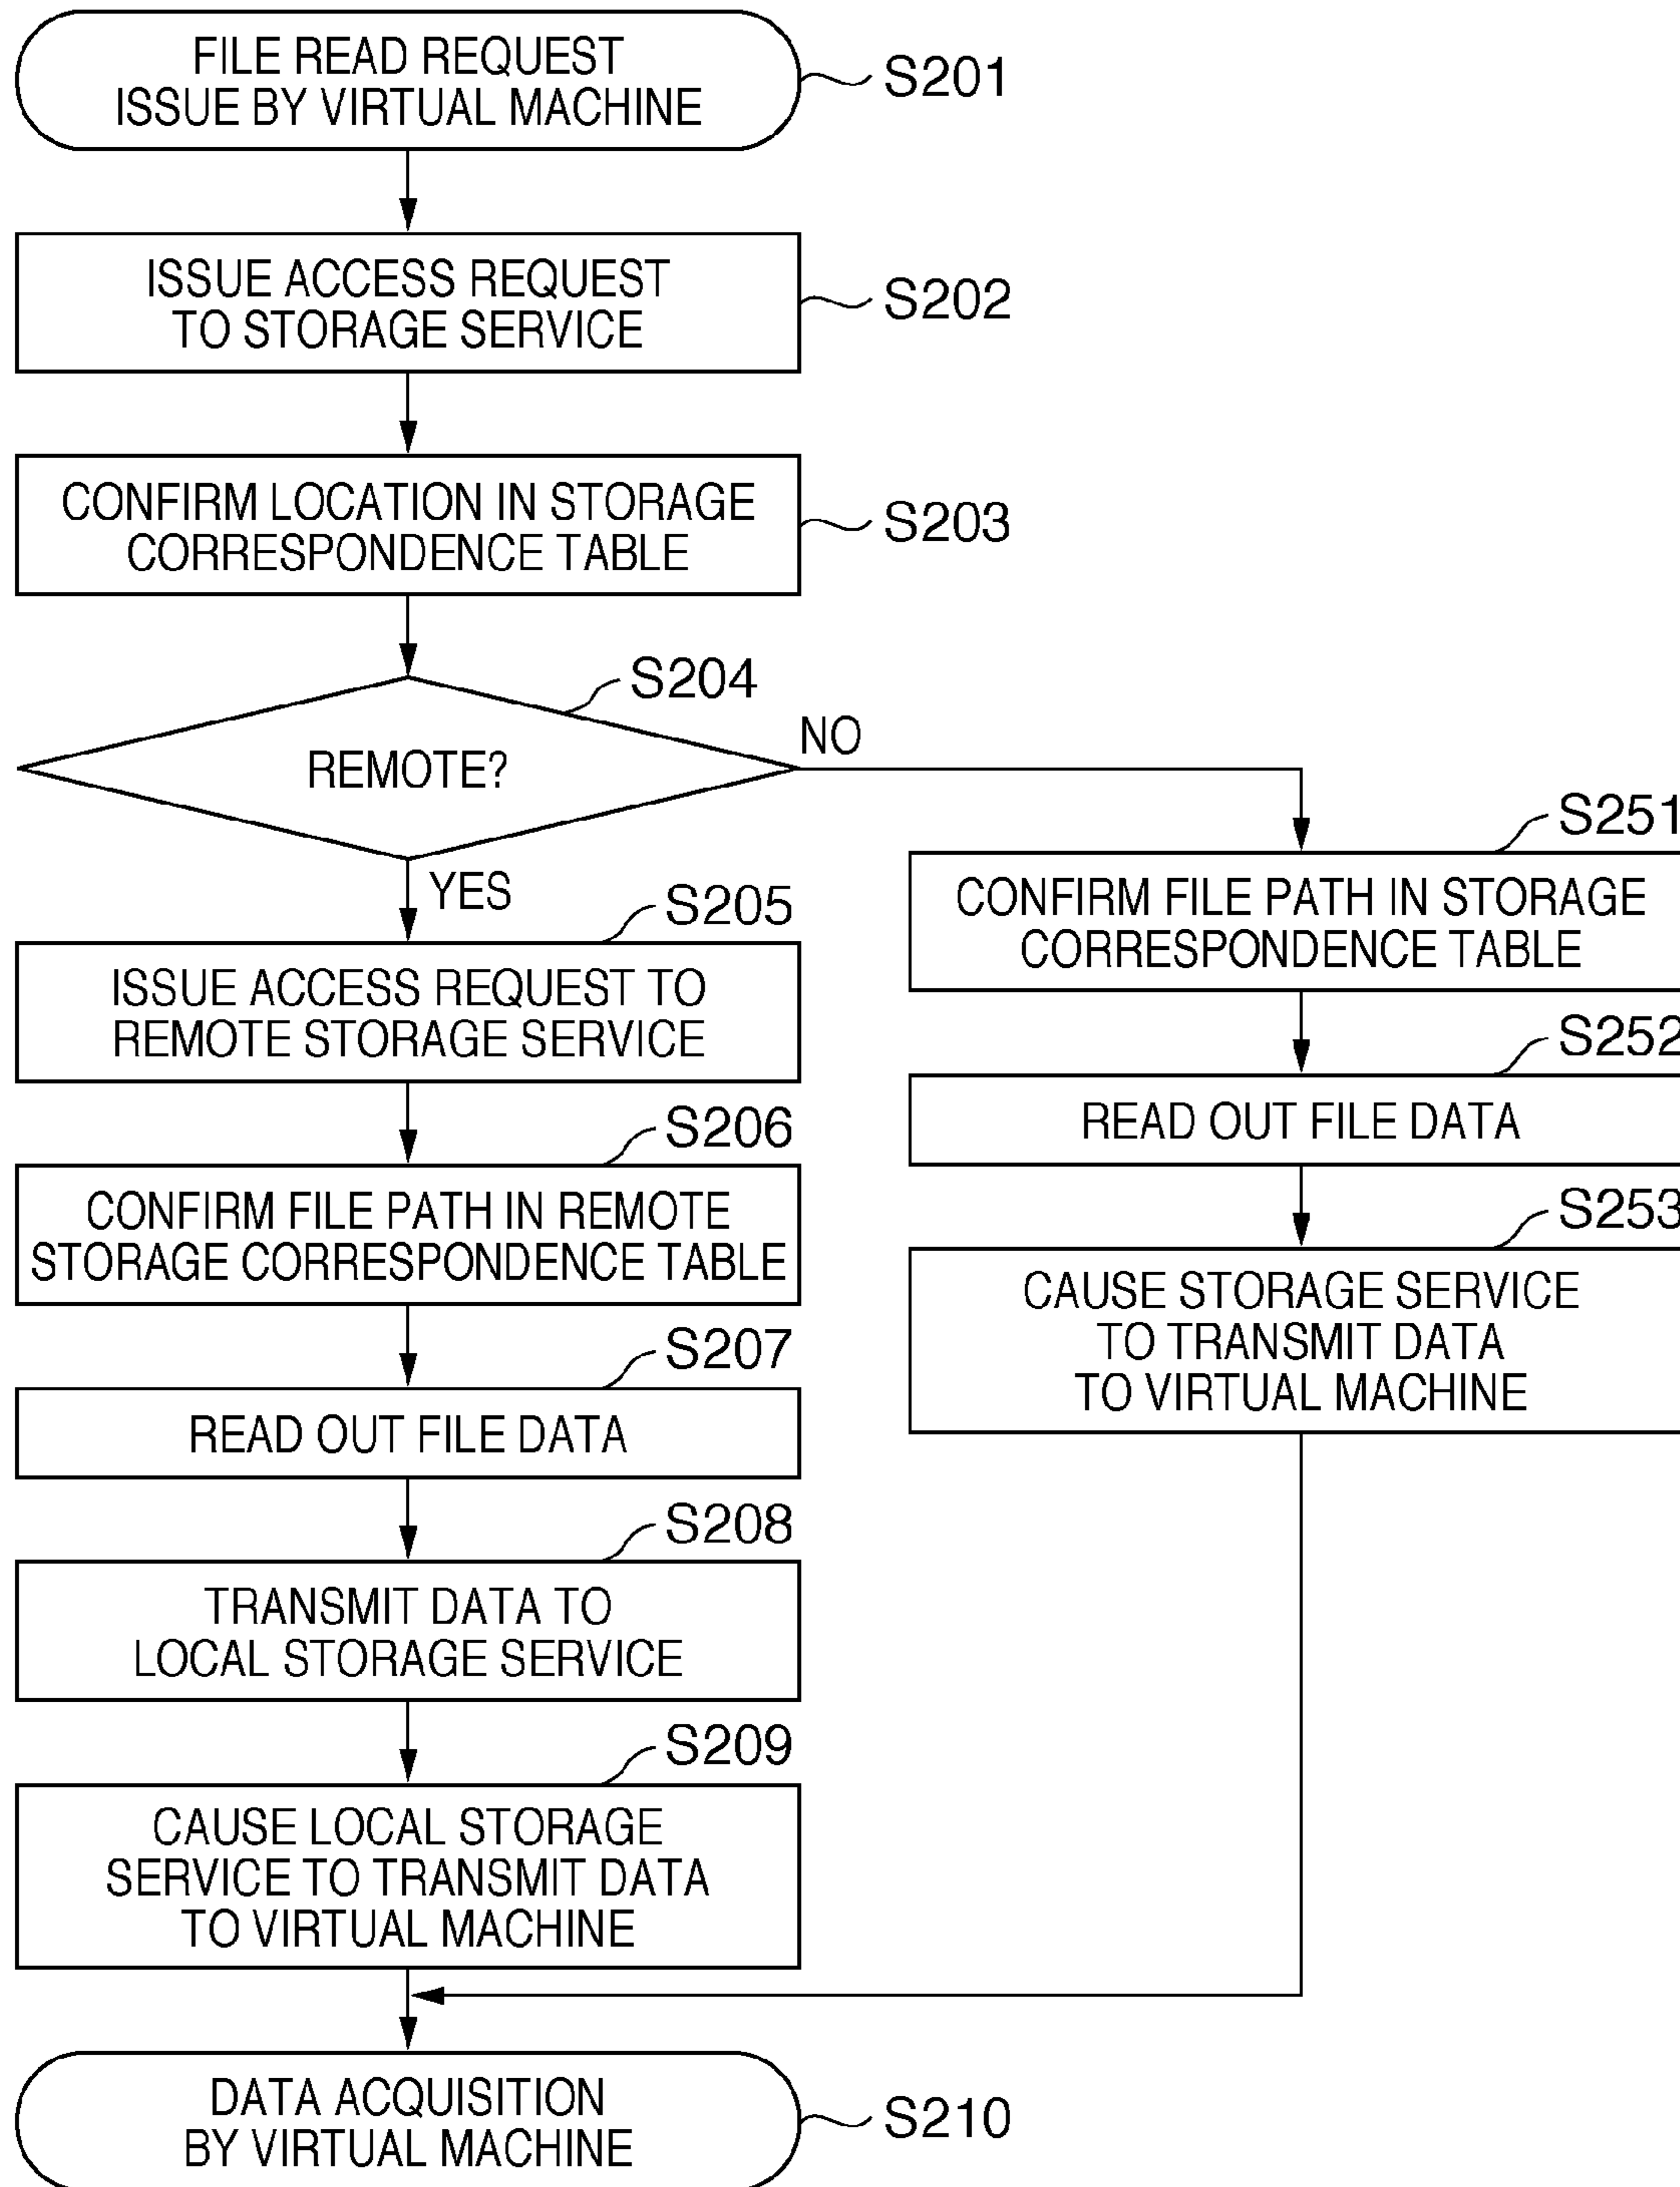 FILE READ REQUEST
ISSUE BY VIRTUAL MACHINE
S201
ISSUE ACCESS REQUEST
TO STORAGE SERVICE
S202
CONFIRM LOCATION IN STORAGE
CORRESPONDENCE TABLE
S203
S204
REMOTE?
NO
YES
S205
ISSUE ACCESS REQUEST TO
REMOTE STORAGE SERVICE
S206
CONFIRM FILE PATH IN REMOTE
STORAGE CORRESPONDENCE TABLE
S207
READ OUT FILE DATA
S208
TRANSMIT DATA TO
LOCAL STORAGE SERVICE
S209
CAUSE LOCAL STORAGE
SERVICE TO TRANSMIT DATA
TO VIRTUAL MACHINE
S251
CONFIRM FILE PATH IN STORAGE
CORRESPONDENCE TABLE
S252
READ OUT FILE DATA
S253
CAUSE STORAGE SERVICE
TO TRANSMIT DATA
TO VIRTUAL MACHINE
DATA ACQUISITION
BY VIRTUAL MACHINE
S210